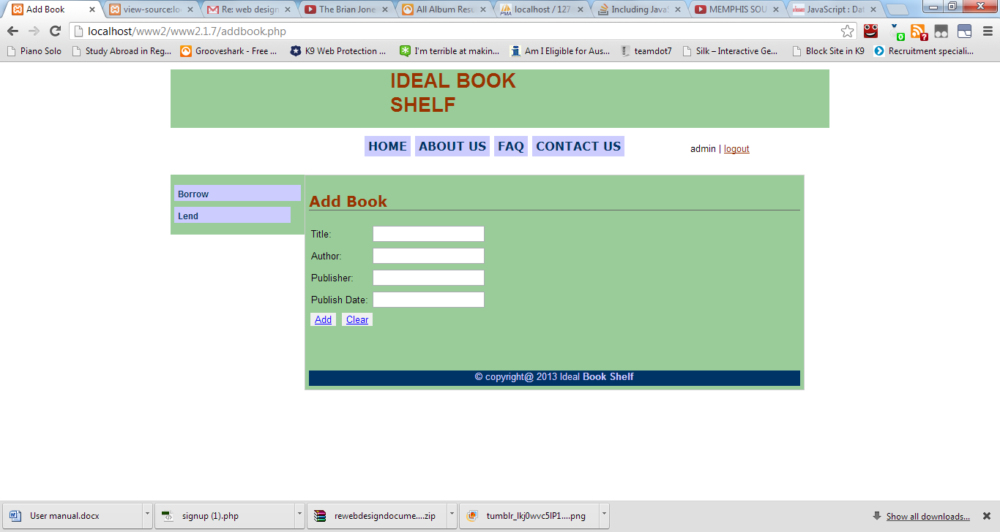 Add Book
view-source:lo
Re: web design
The Brian Jone
All Album Resu
localhost / 127
Including JavaS
MEMPHIS SOU
JavaScript : Dat
localhost/www2/www2.1.7/addbook.php
Piano Solo
Study Abroad in Reg...
Grooveshark - Free ...
K9 Web Protection ...
I'm terrible at makin...
Am I Eligible for Aus...
teamdot7
Silk – Interactive Ge...
Block Site in K9
Recruitment speciali...
IDEAL BOOK
SHELF
HOME ABOUT US FAQ CONTACT US
admin | logout
Borrow
Lend
Add Book
Title:
Author:
Publisher:
Publish Date:
Add Clear
© copyright@ 2013 Ideal Book Shelf
User manual.docx
signup (1).php
rewebdesigndocume....zip
tumblr_lkj0wvc5lP1....png
Show all downloads...